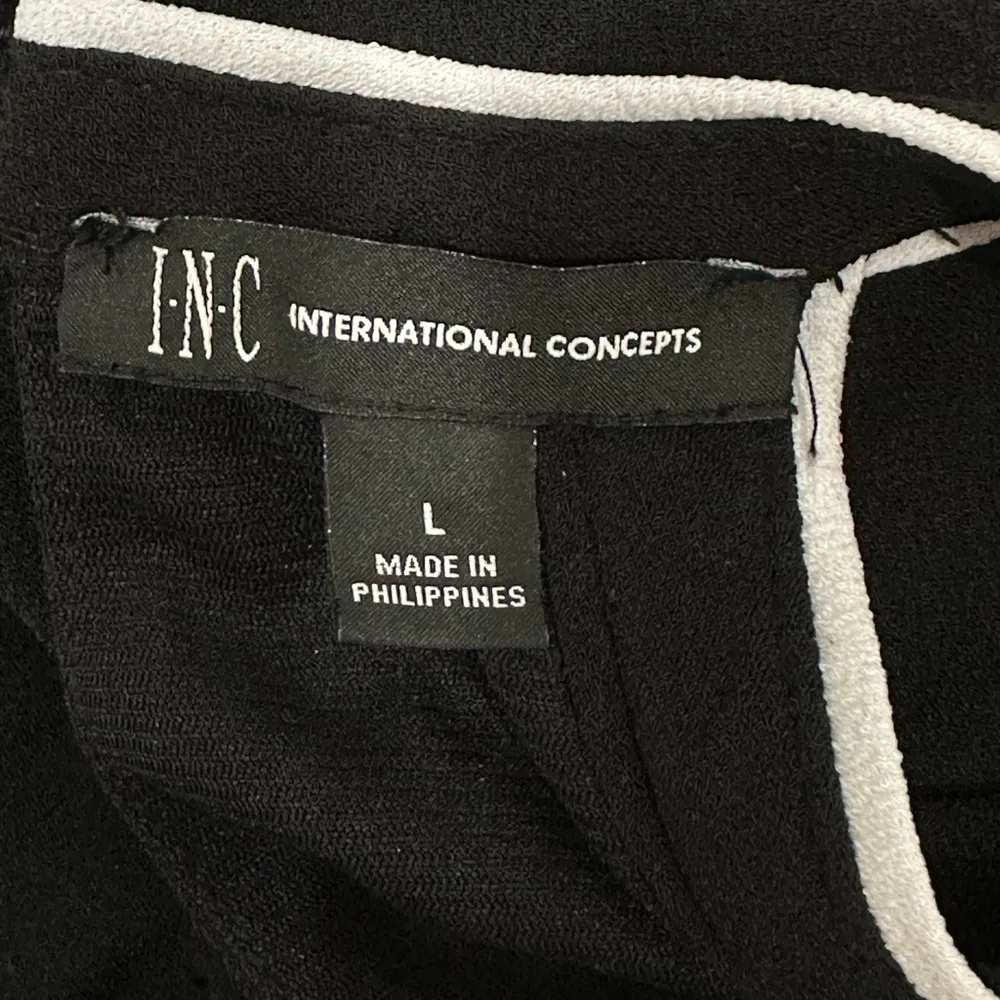 I·N·C INTERNATIONAL CONCEPTS
L
MADE IN
PHILIPPINES